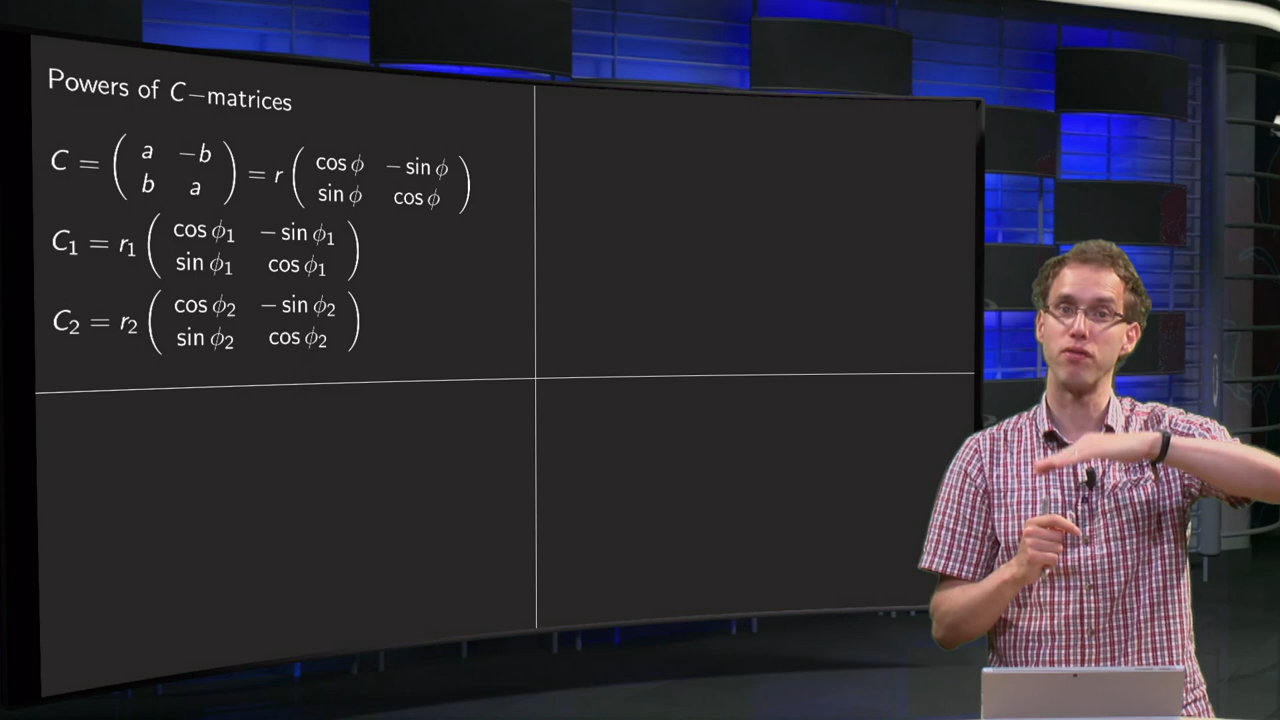 Powers of C−matrices
C = ( a −b ; b a ) = r ( cos ϕ − sin ϕ ; sin ϕ cos ϕ )
C₁ = r₁ ( cos ϕ₁ − sin ϕ₁ ; sin ϕ₁ cos ϕ₁ )
C₂ = r₂ ( cos ϕ₂ − sin ϕ₂ ; sin ϕ₂ cos ϕ₂ )